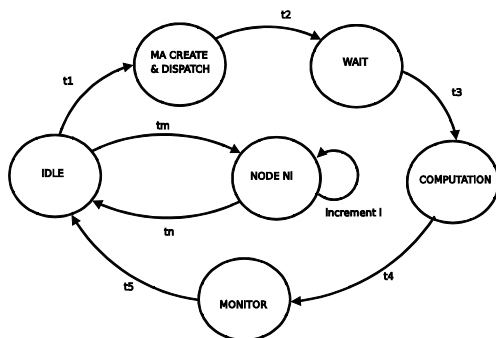 t2
MA CREATE
& DISPATCH
WAIT
t1
t3
tm
IDLE
NODE NI
COMPUTATION
Increment I
tn
t5
t4
MONITOR